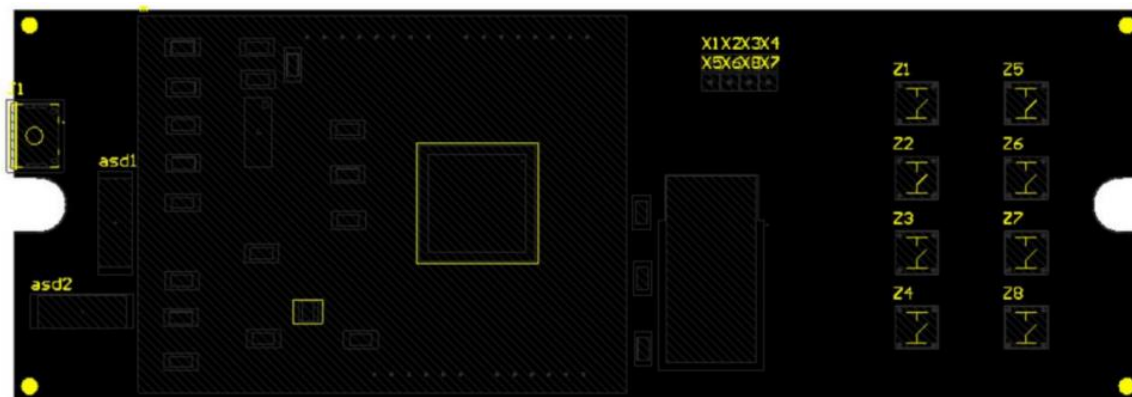 X1X2X3X4
X5X6X8X7
Z1 Z5
J1
asd1
Z2 Z6
Z3 Z7
asd2
Z4 Z8